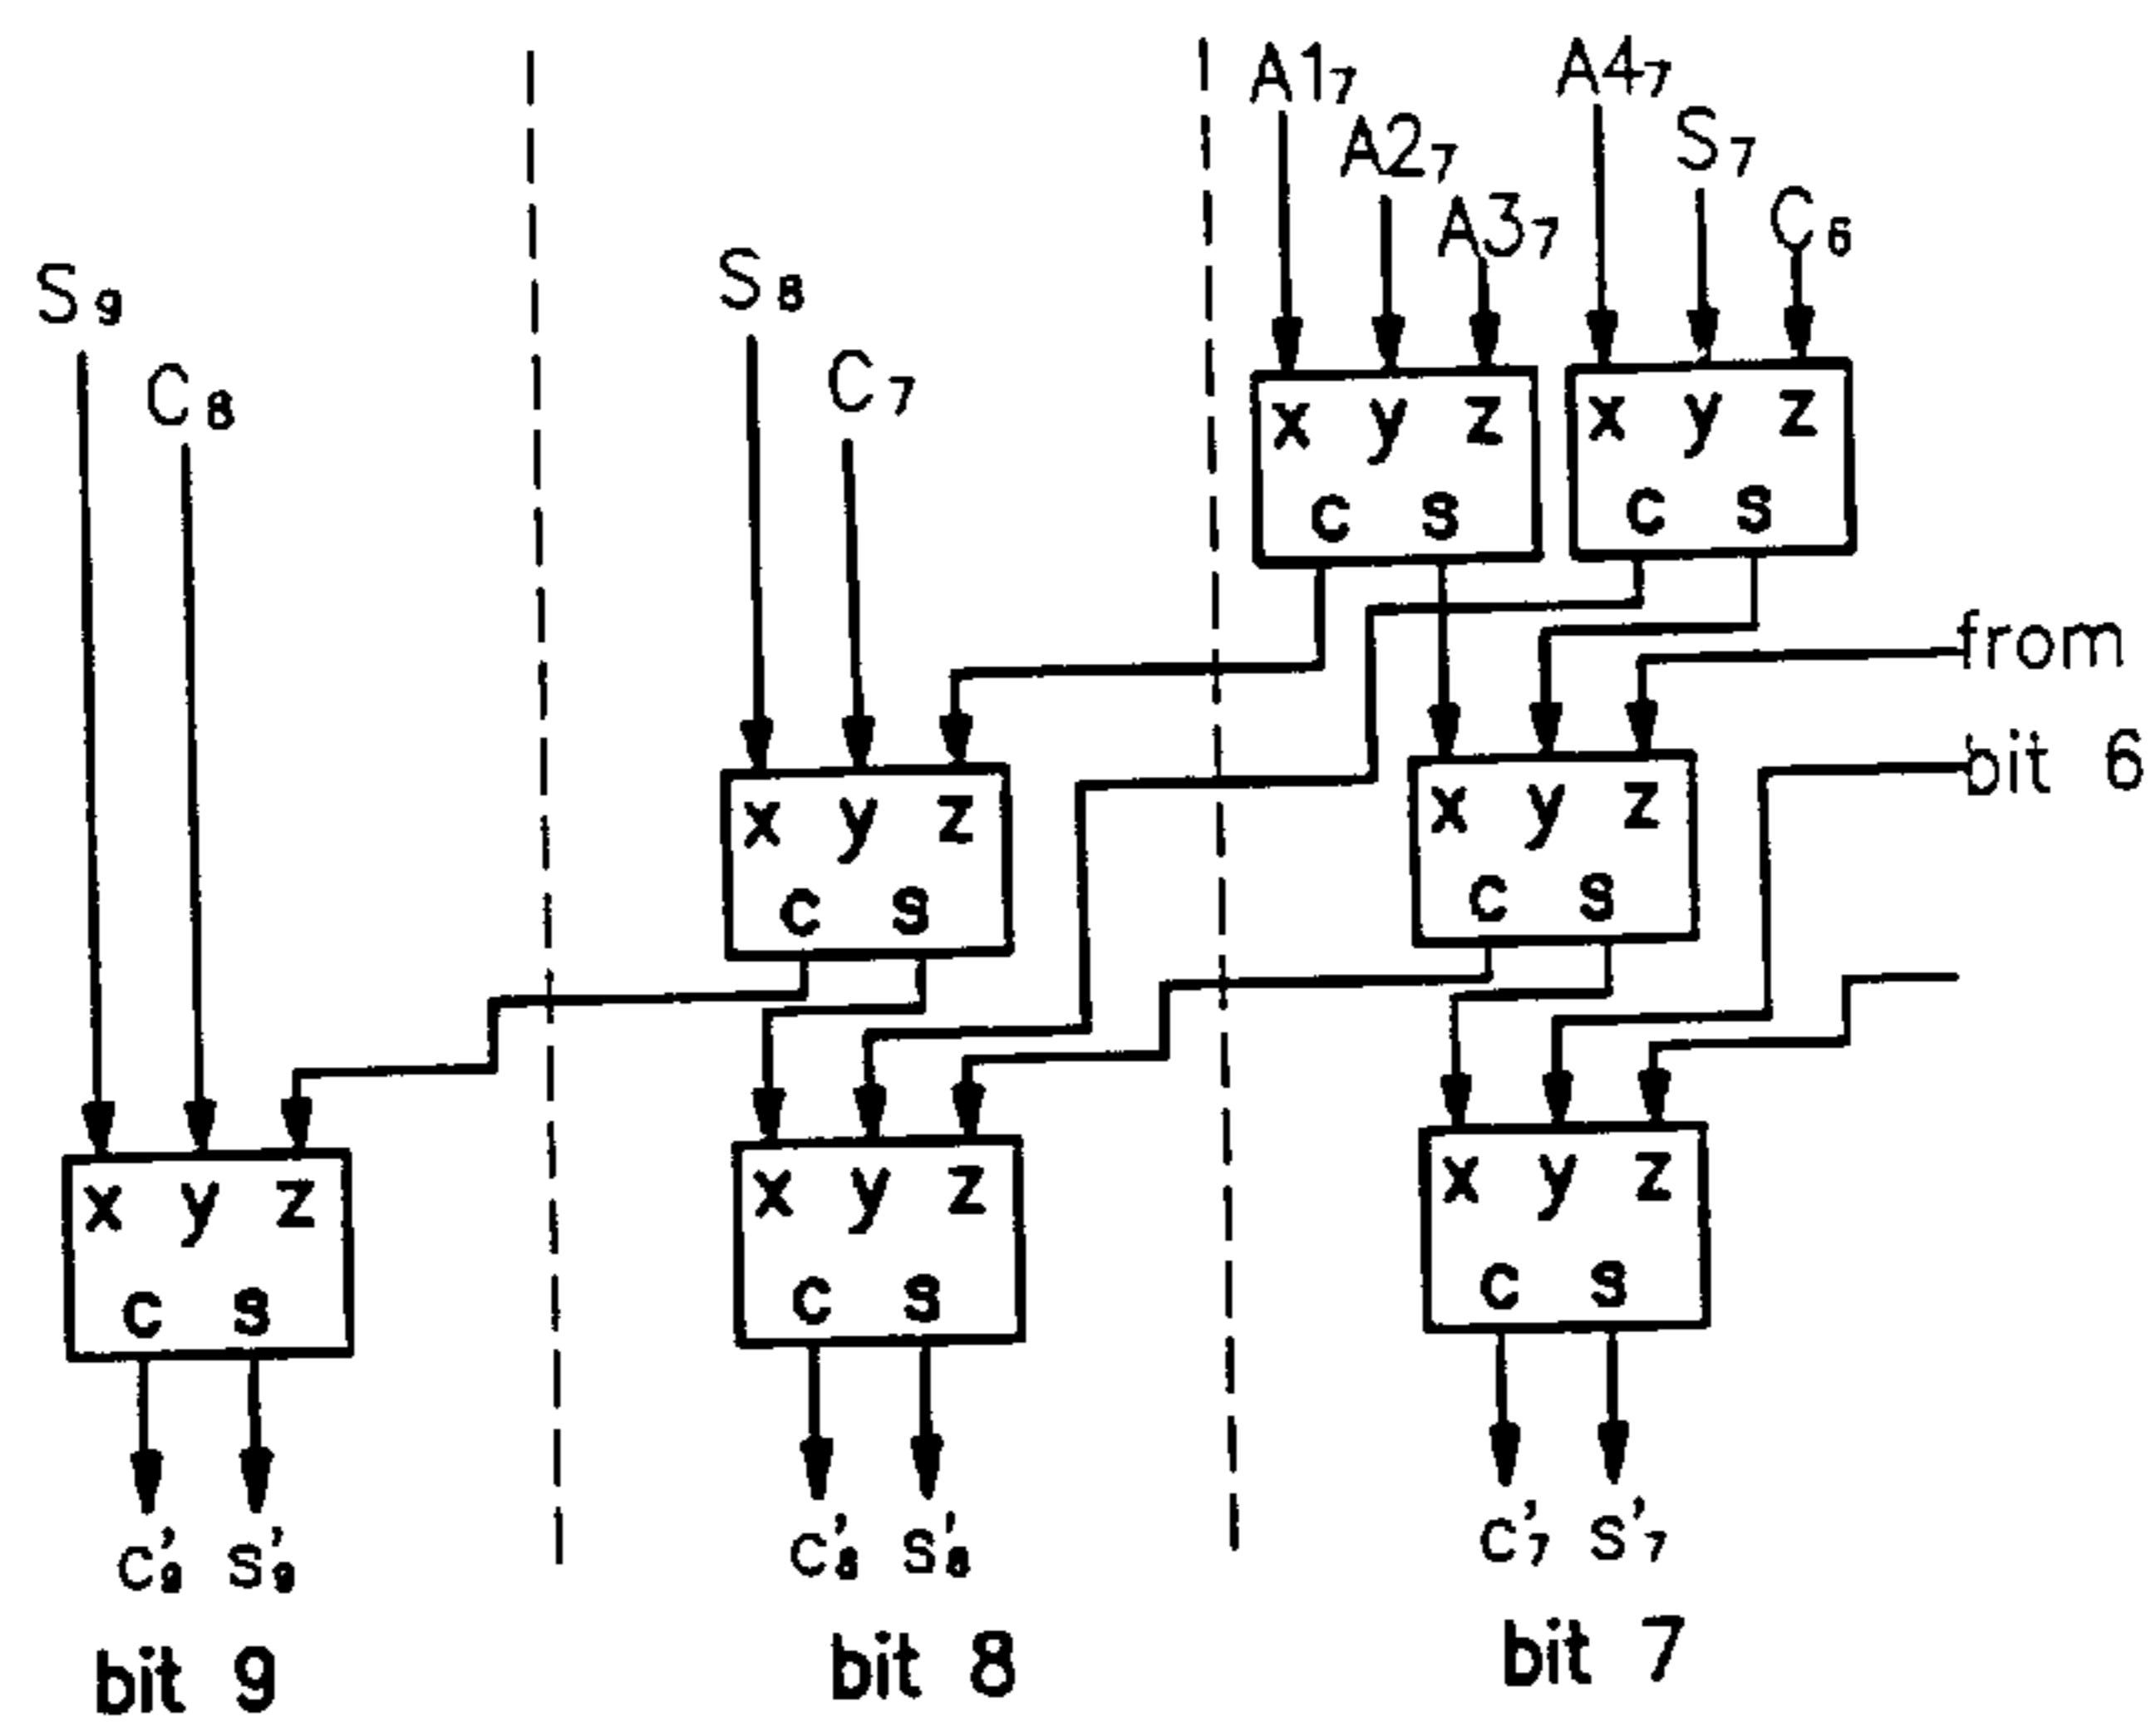 A1₇ A4₇
A2₇ S₇
A3₇ C₆
S₉ S₈
C₈ C₇
x y z x y z
c s c s
from
bit 6
x y z x y z
c s c s
x y z x y z x y z
c s c s c s
c'₉ s'₉ c'₈ s'₈ c'₇ s'₇
bit 9 bit 8 bit 7